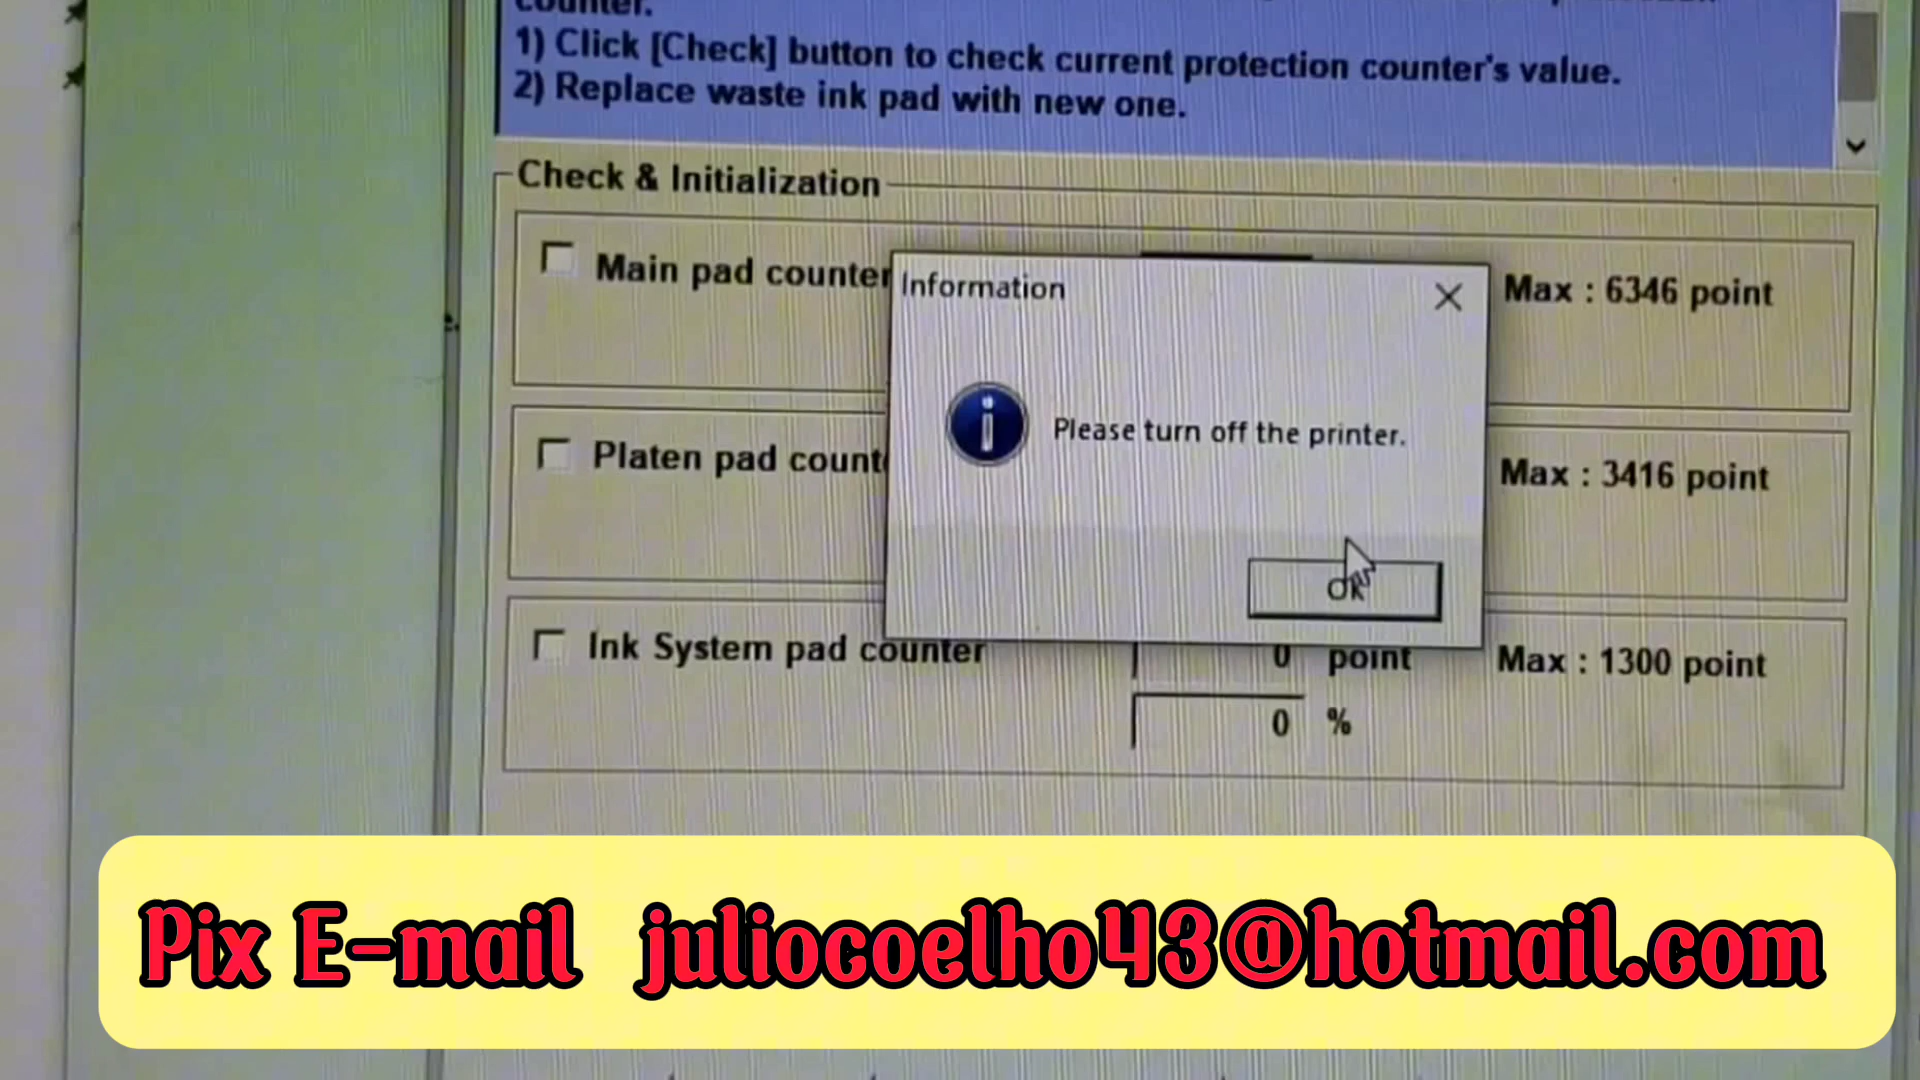 counter.
1) Click [Check] button to check current protection counter's value.
2) Replace waste ink pad with new one.
Check & Initialization
Main pad counter
Max : 6346 point
Information
Please turn off the printer.
Platen pad count
Max : 3416 point
OK
Ink System pad counter
0 point
Max : 1300 point
0 %
Pix E-mail juliocoelho43@hotmail.com